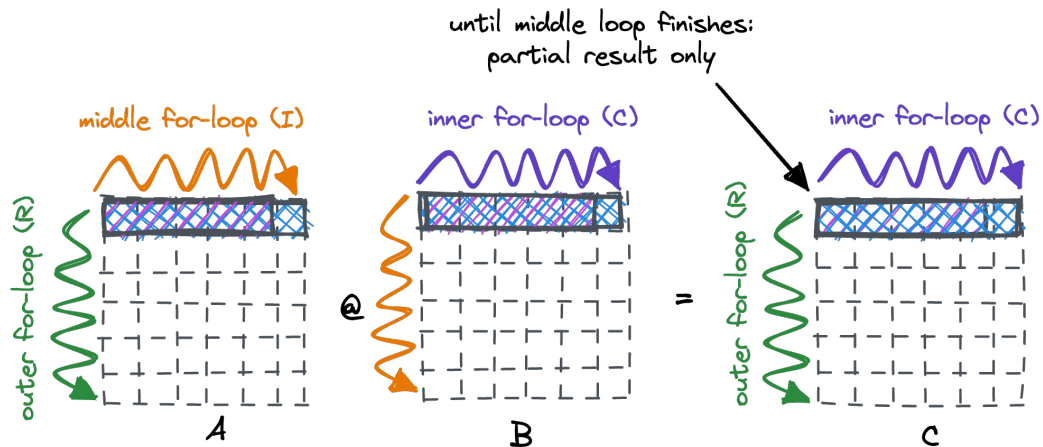 until middle loop finishes:
partial result only
middle for-loop (I)
inner for-loop (C)
inner for-loop (C)
outer for-loop (R)
@
=
outer for-loop (R)
A
B
C